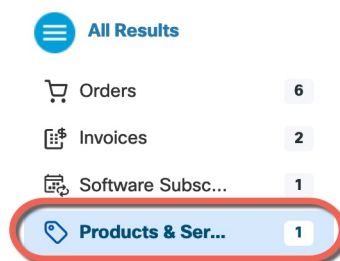 All Results
Orders 6
Invoices 2
Software Subsc... 1
Products & Ser... 1